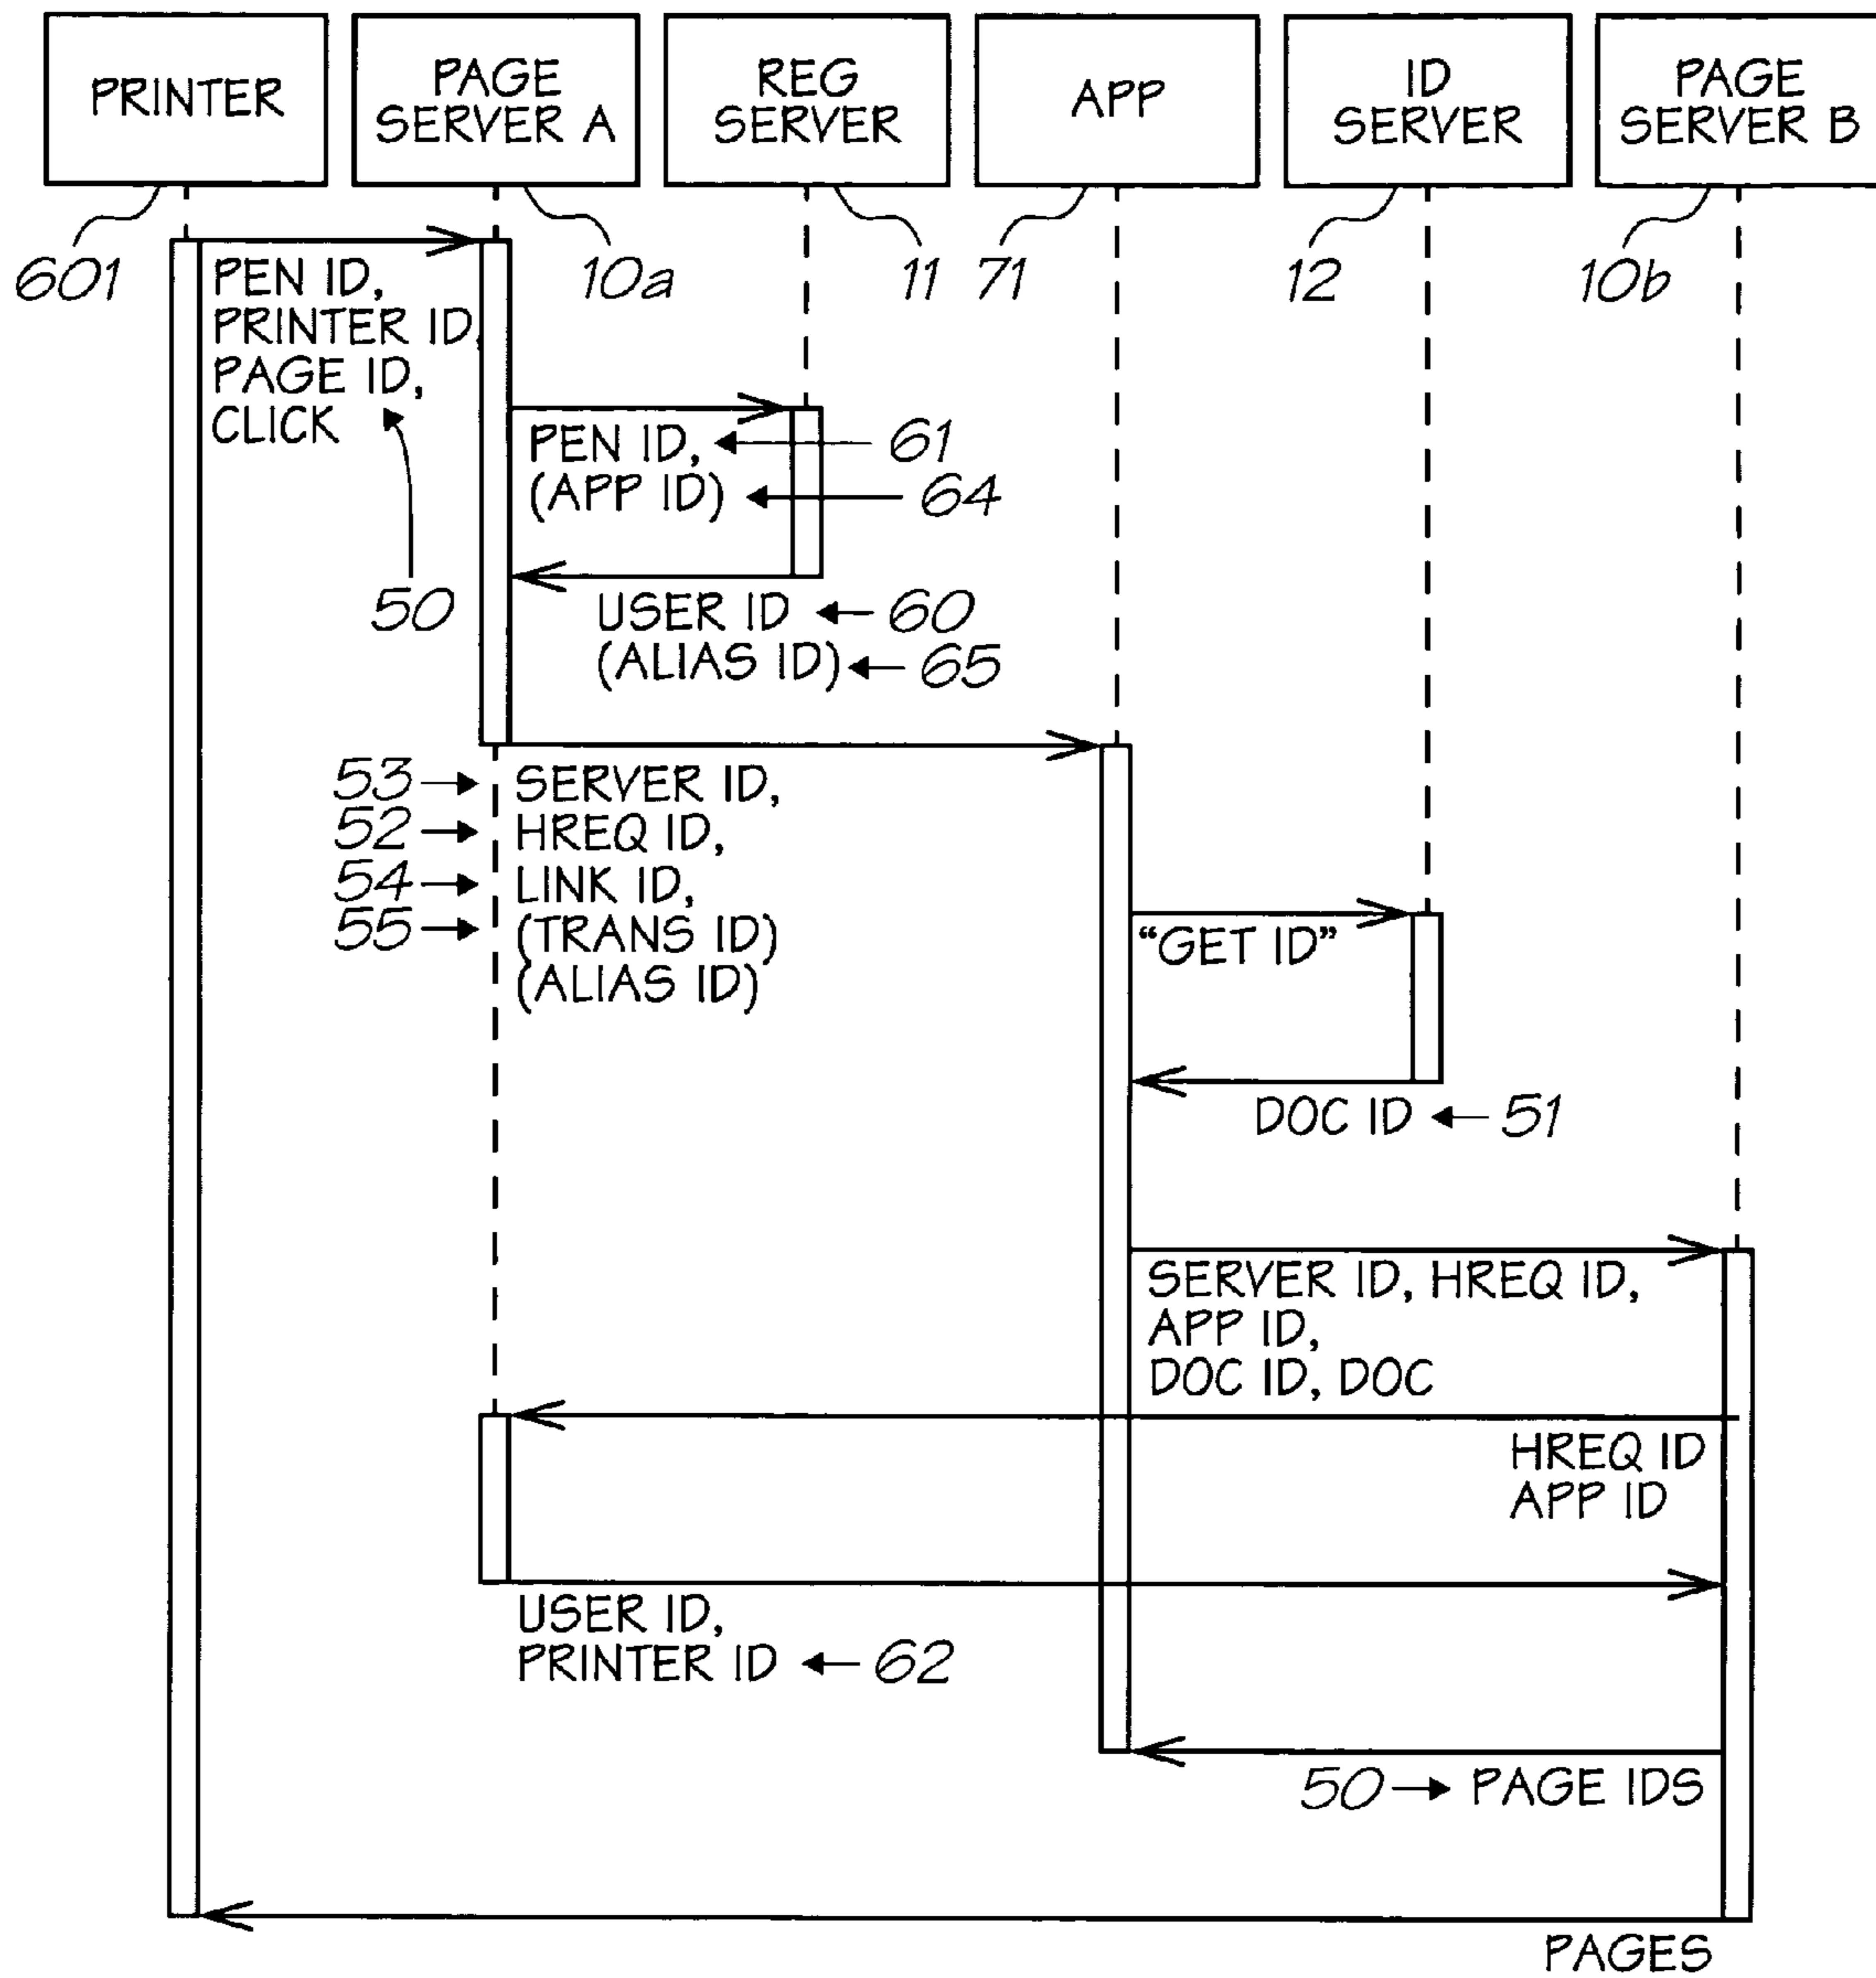 PRINTER
PAGE
SERVER A
REG
SERVER
APP
ID
SERVER
PAGE
SERVER B
601
10a
11
71
12
10b
PEN ID,
PRINTER ID,
PAGE ID,
CLICK
50
PEN ID,
61
(APP ID)
64
USER ID
60
(ALIAS ID)
65
53
SERVER ID,
52
HREQ ID,
54
LINK ID,
55
(TRANS ID)
(ALIAS ID)
“GET ID”
DOC ID
51
SERVER ID, HREQ ID,
APP ID,
DOC ID, DOC
HREQ ID
APP ID
USER ID,
PRINTER ID
62
50
PAGE IDS
PAGES